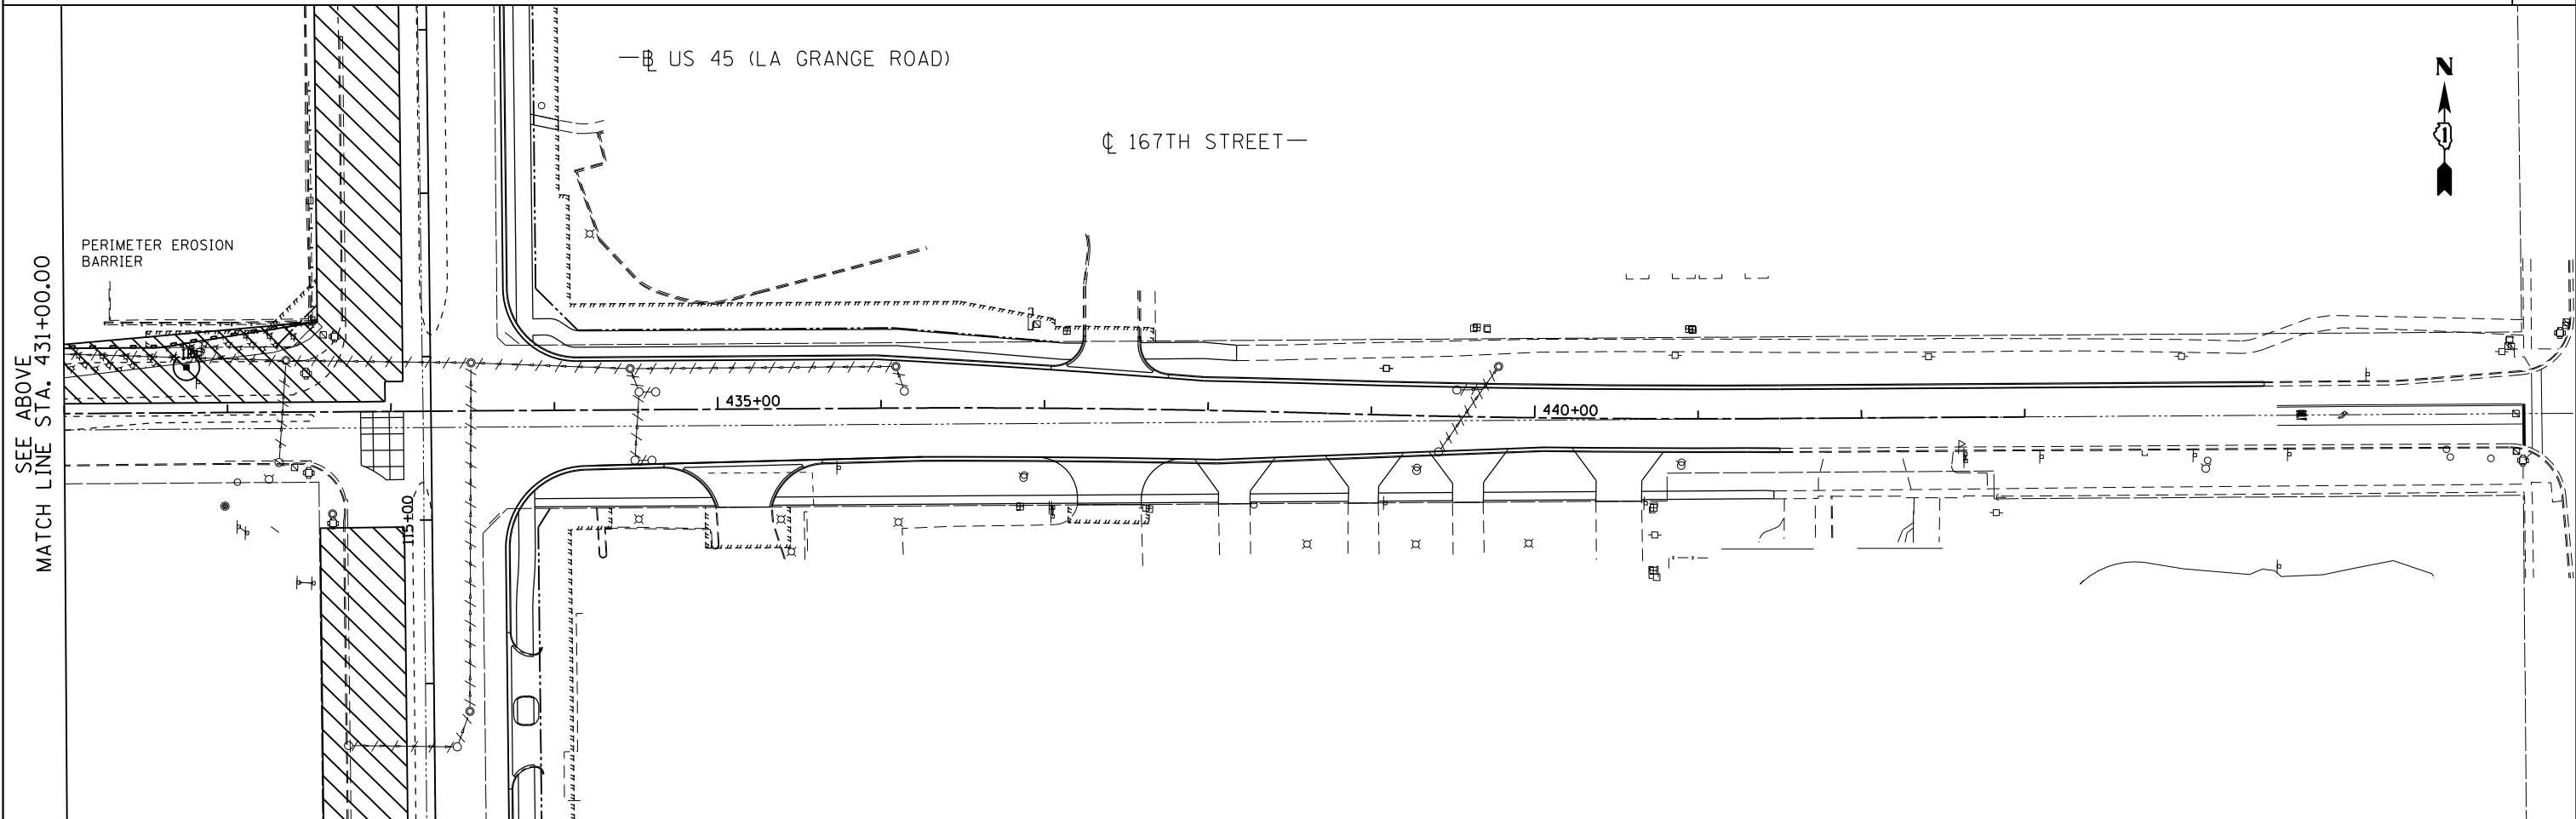 ℄ US 45 (LA GRANGE ROAD)
N
℄ 167TH STREET
1
PERIMETER EROSION
BARRIER
SEE ABOVE
MATCH LINE STA. 431+00.00
435+00
440+00
115+00